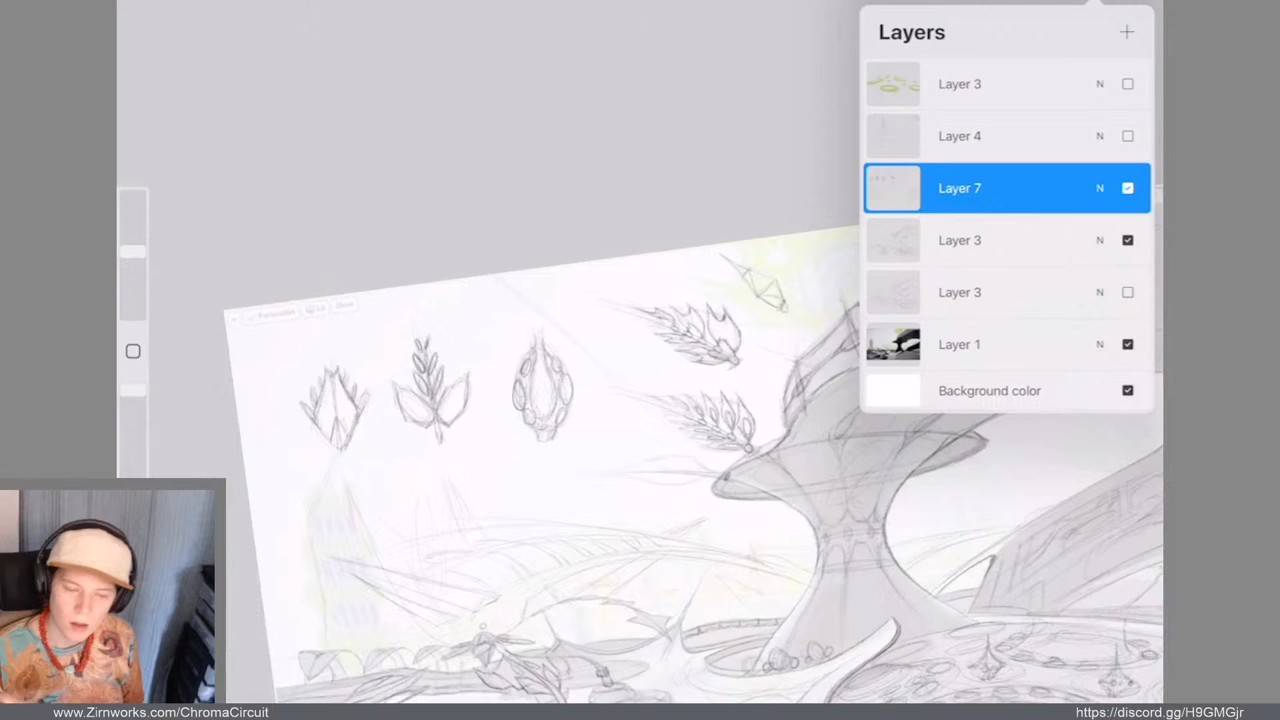 Layers
Layer 3 N
Layer 4 N
Layer 7 N
Layer 3 N
Layer 3 N
Layer 1 N
Background color
www.Zirnworks.com/ChromaCircuit
https://discord.gg/H9GMGjr